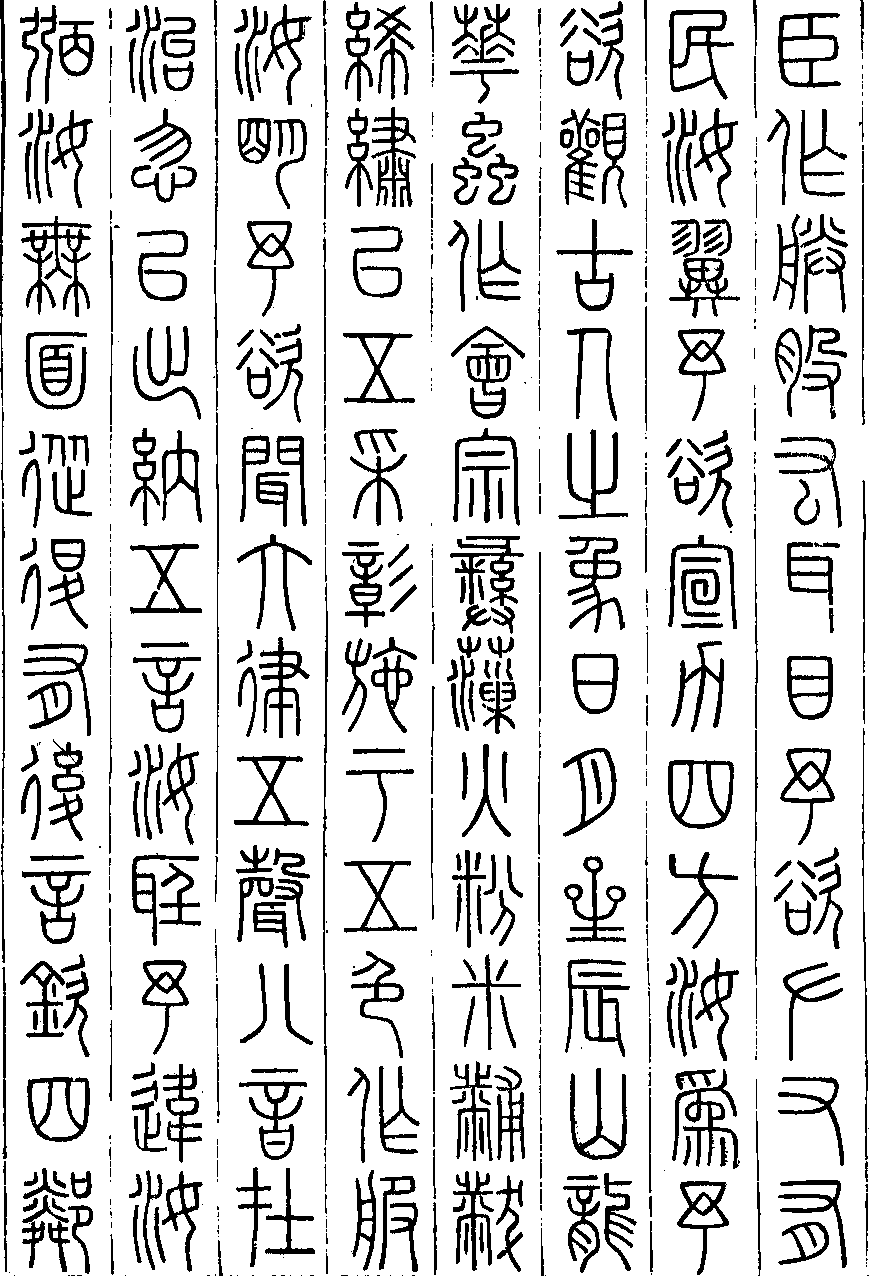 臣作朕股肱耳目予欲左右有
民汝翼予欲宣力四方汝爲予
欲觀古人之象日月星辰山龍
華蟲作會宗彝藻火粉米黼黻
絺繡以五采彰施于五色作服
汝明予欲聞六律五聲八音在
治忽以出納五言汝聽予違汝
弼汝無面從退有後言欽四鄰